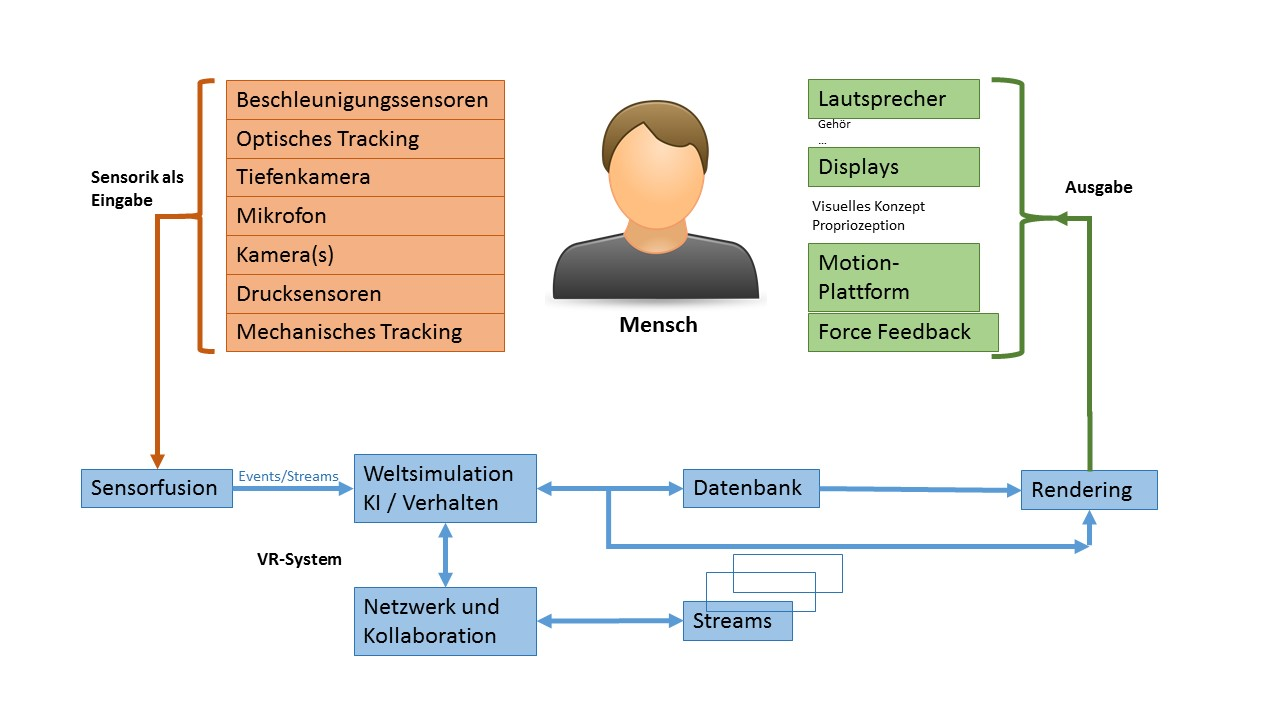 Sensorik als
Eingabe
Beschleunigungssensoren
Optisches Tracking
Tiefenkamera
Mikrofon
Kamera(s)
Drucksensoren
Mechanisches Tracking
Mensch
Lautsprecher
Gehör
...
Displays
Visuelles Konzept
Propriozeption
Motion-
Plattform
Force Feedback
Ausgabe
Sensorfusion
Events/Streams
Weltsimulation
KI / Verhalten
Datenbank
Rendering
VR-System
Netzwerk und
Kollaboration
Streams